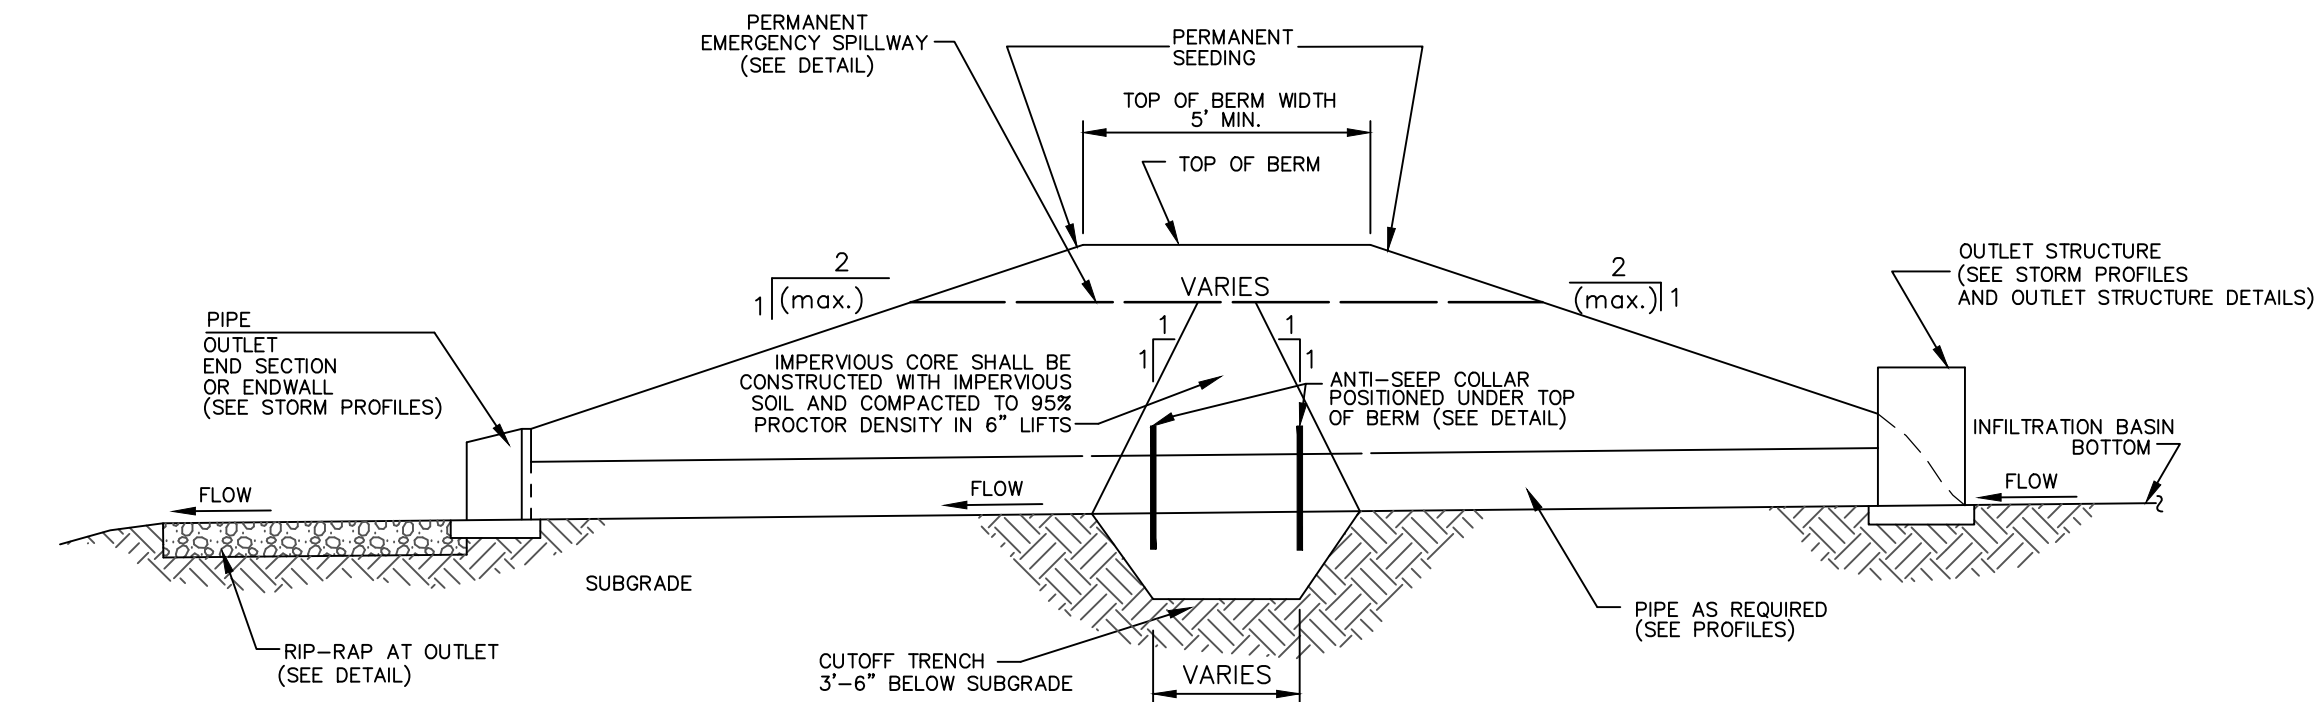 PERMANENT
EMERGENCY SPILLWAY
(SEE DETAIL)
PERMANENT
SEEDING
TOP OF BERM WIDTH
5' MIN.
TOP OF BERM
2
1
(max.)
VARIES
2
(max.)
1
OUTLET STRUCTURE
(SEE STORM PROFILES
AND OUTLET STRUCTURE DETAILS)
PIPE
OUTLET
END SECTION
OR ENDWALL
(SEE STORM PROFILES)
1
1
1
1
IMPERVIOUS CORE SHALL BE
CONSTRUCTED WITH IMPERVIOUS
SOIL AND COMPACTED TO 95%
PROCTOR DENSITY IN 6" LIFTS
ANTI-SEEP COLLAR
POSITIONED UNDER TOP
OF BERM (SEE DETAIL)
INFILTRATION BASIN
BOTTOM
FLOW
FLOW
FLOW
SUBGRADE
RIP-RAP AT OUTLET
(SEE DETAIL)
CUTOFF TRENCH
3'-6" BELOW SUBGRADE
VARIES
PIPE AS REQUIRED
(SEE PROFILES)